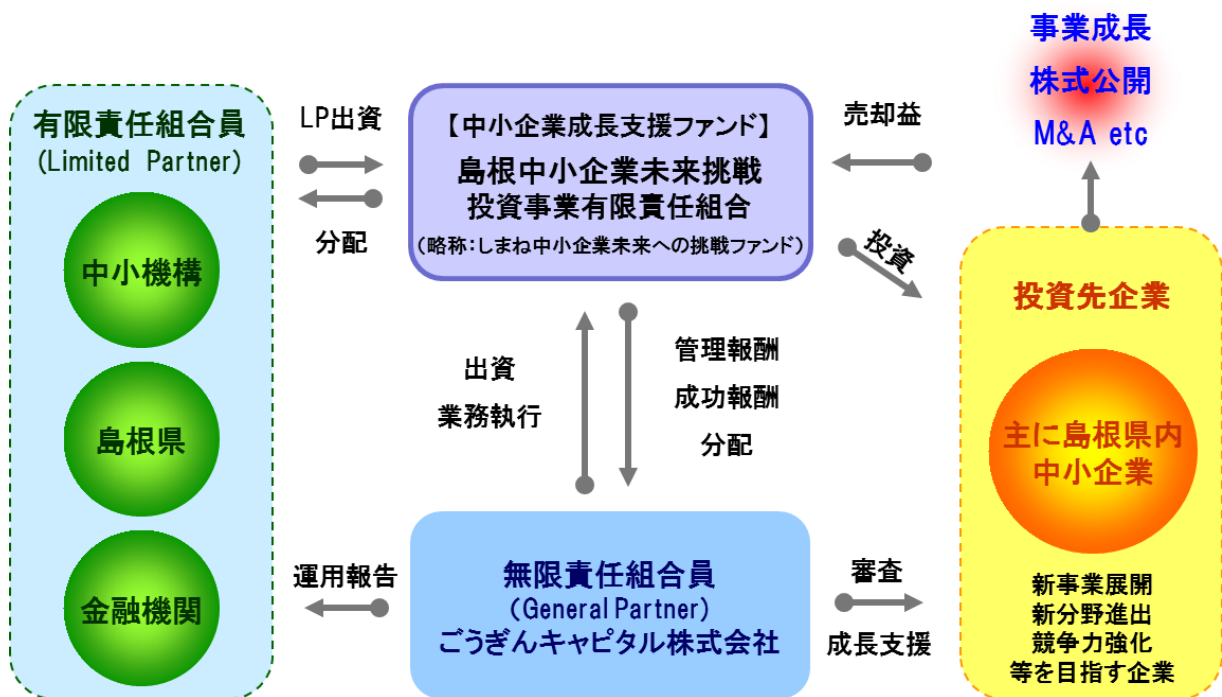 有限責任組合員
(Limited Partner)
中小機構
島根県
金融機関
LP出資
分配
【中小企業成長支援ファンド】
島根中小企業未来挑戦
投資事業有限責任組合
(略称:しまね中小企業未来への挑戦ファンド)
売却益
投資
事業成長
株式公開
M&A etc
出資
業務執行
管理報酬
成功報酬
分配
投資先企業
主に島根県内
中小企業
新事業展開
新分野進出
競争力強化
等を目指す企業
運用報告
無限責任組合員
(General Partner)
ごうぎんキャピタル株式会社
審査
成長支援